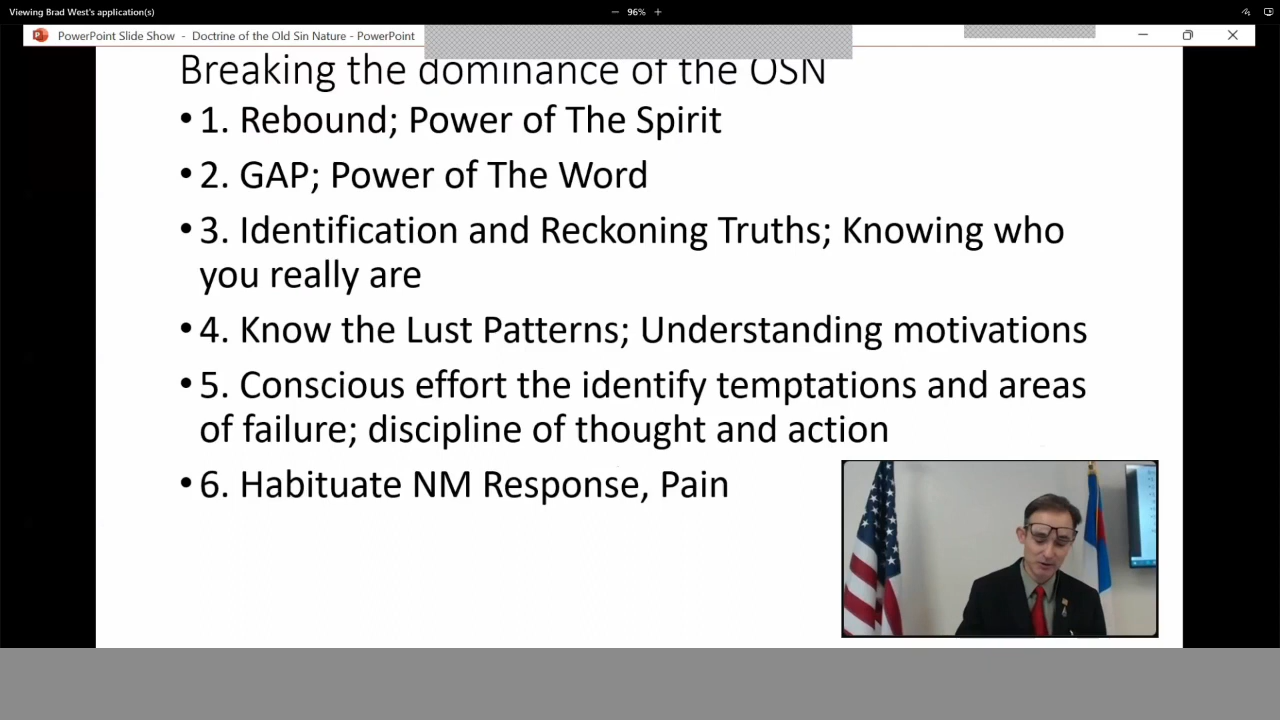 Viewing Brad West's application(s)
− 96% +
PowerPoint Slide Show - Doctrine of the Old Sin Nature - PowerPoint
Breaking the dominance of the OSN
• 1. Rebound; Power of The Spirit
• 2. GAP; Power of The Word
• 3. Identification and Reckoning Truths; Knowing who
you really are
• 4. Know the Lust Patterns; Understanding motivations
• 5. Conscious effort the identify temptations and areas
of failure; discipline of thought and action
• 6. Habituate NM Response, Pain